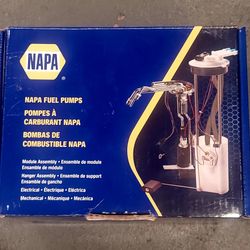 NAPA
NAPA FUEL PUMPS
POMPES À
CARBURANT NAPA
BOMBAS DE
COMBUSTIBLE NAPA
Module Assembly • Ensemble de module
Ensamble de módulo
Hanger Assembly • Ensemble de support
Ensamble de gancho
Electrical • Électrique • Eléctrica
Mechanical • Mécanique • Mecánica